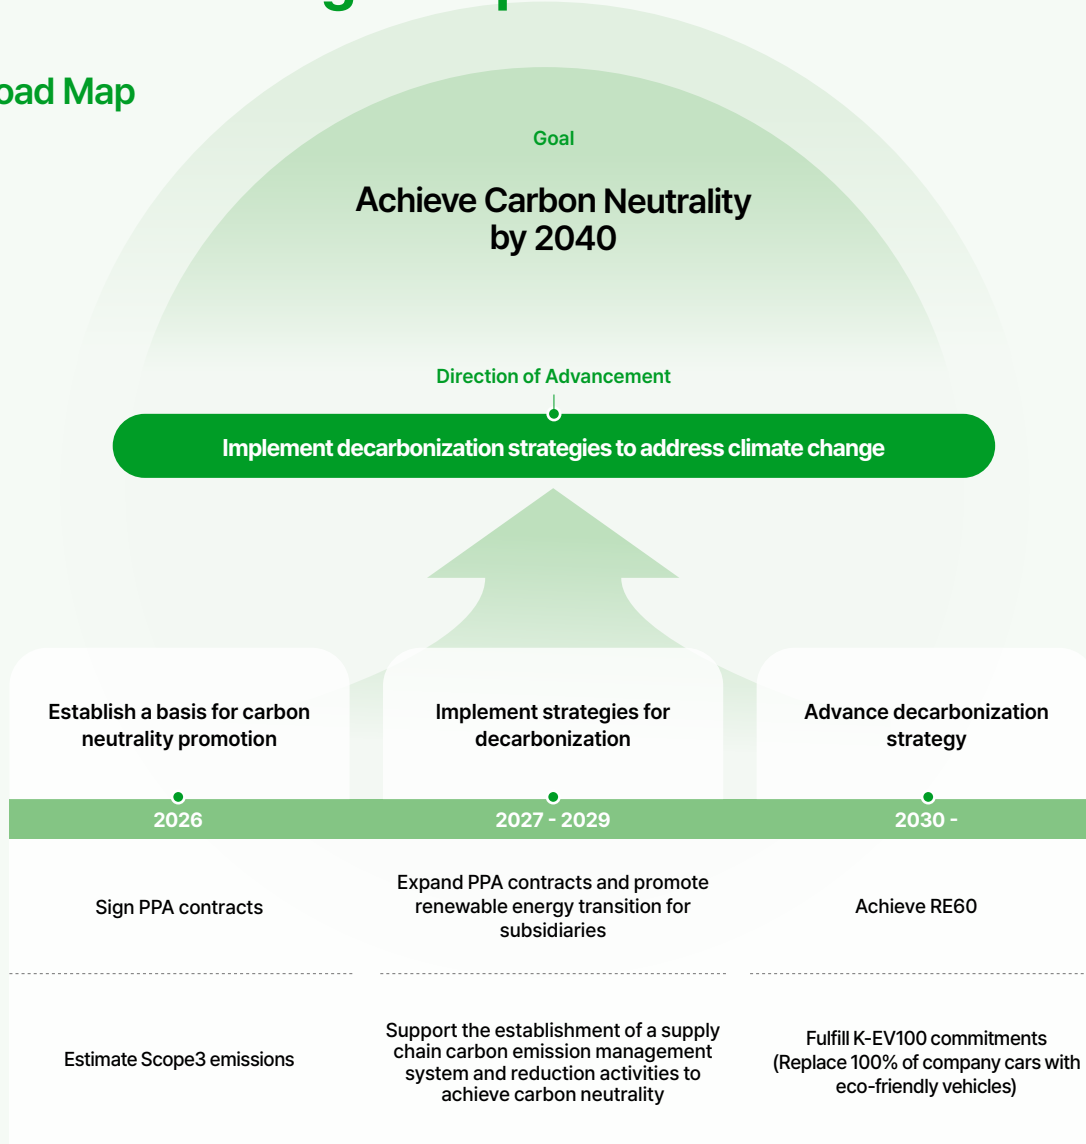 oad Map
Goal
Achieve Carbon Neutrality
by 2040
Direction of Advancement
Implement decarbonization strategies to address climate change
Establish a basis for carbon
neutrality promotion
Implement strategies for
decarbonization
Advance decarbonization
strategy
2026
2027 - 2029
2030 -
Sign PPA contracts
Expand PPA contracts and promote
renewable energy transition for
subsidiaries
Achieve RE60
Estimate Scope3 emissions
Support the establishment of a supply
chain carbon emission management
system and reduction activities to
achieve carbon neutrality
Fulfill K-EV100 commitments
(Replace 100% of company cars with
eco-friendly vehicles)